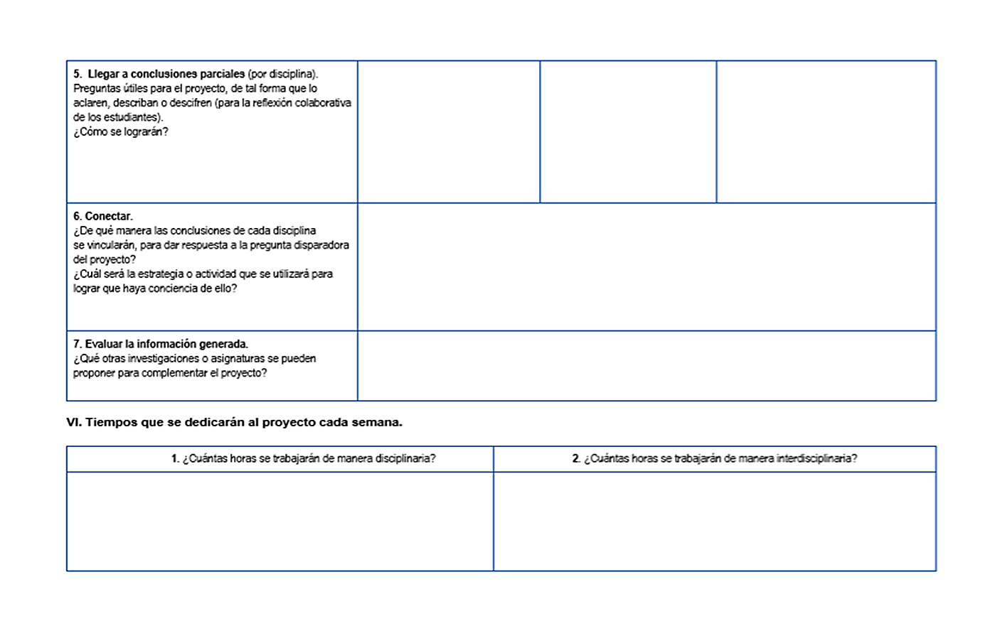 5. Llegar a conclusiones parciales (por disciplina).
Preguntas útiles para el proyecto, de tal forma que lo
aclaren, describan o descifren (para la reflexión colaborativa
de los estudiantes).
¿Cómo se lograrán?
6. Conectar.
¿De qué manera las conclusiones de cada disciplina
se vincularán, para dar respuesta a la pregunta disparadora
del proyecto?
¿Cuál será la estrategia o actividad que se utilizará para
lograr que haya conciencia de ello?
7. Evaluar la información generada.
¿Qué otras investigaciones o asignaturas se pueden
proponer para complementar el proyecto?
VI. Tiempos que se dedicarán al proyecto cada semana.
1. ¿Cuántas horas se trabajarán de manera disciplinaria?
2. ¿Cuántas horas se trabajarán de manera interdisciplinaria?